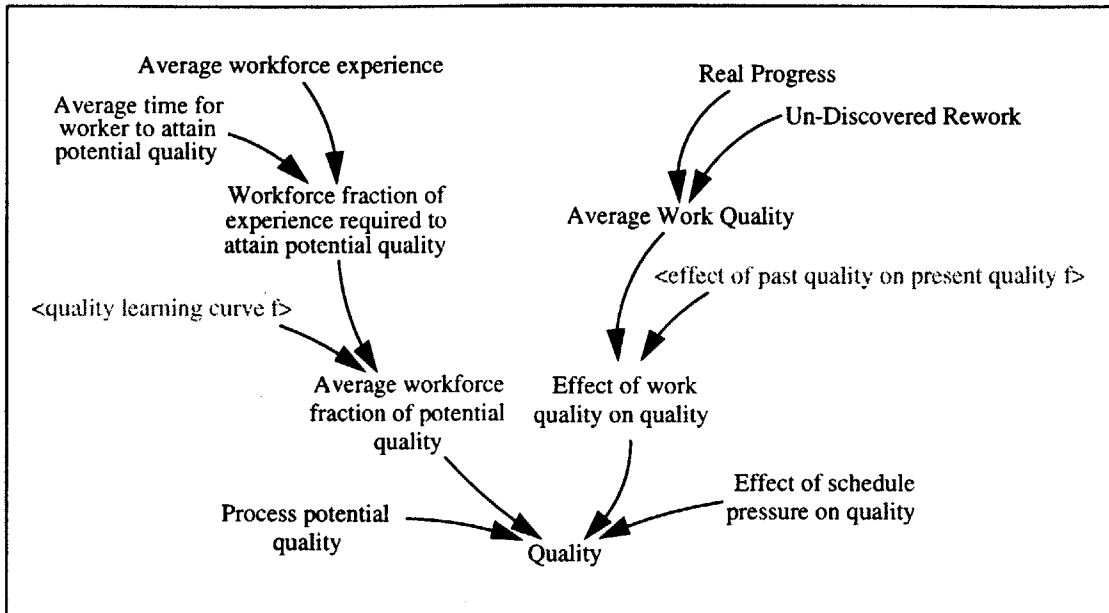 Average workforce experience
Real Progress
Average time for
worker to attain
potential quality
Un-Discovered Rework
Workforce fraction of
experience required to
attain potential quality
Average Work Quality
<effect of past quality on present quality f>
<quality learning curve f>
Average workforce
fraction of potential
quality
Effect of work
quality on quality
Effect of schedule
pressure on quality
Process potential
quality
Quality